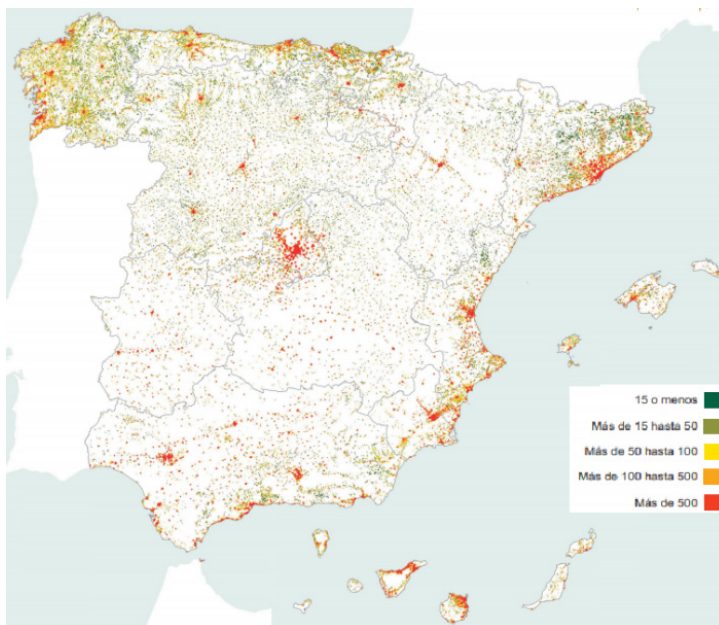 15 o menos
Más de 15 hasta 50
Más de 50 hasta 100
Más de 100 hasta 500
Más de 500